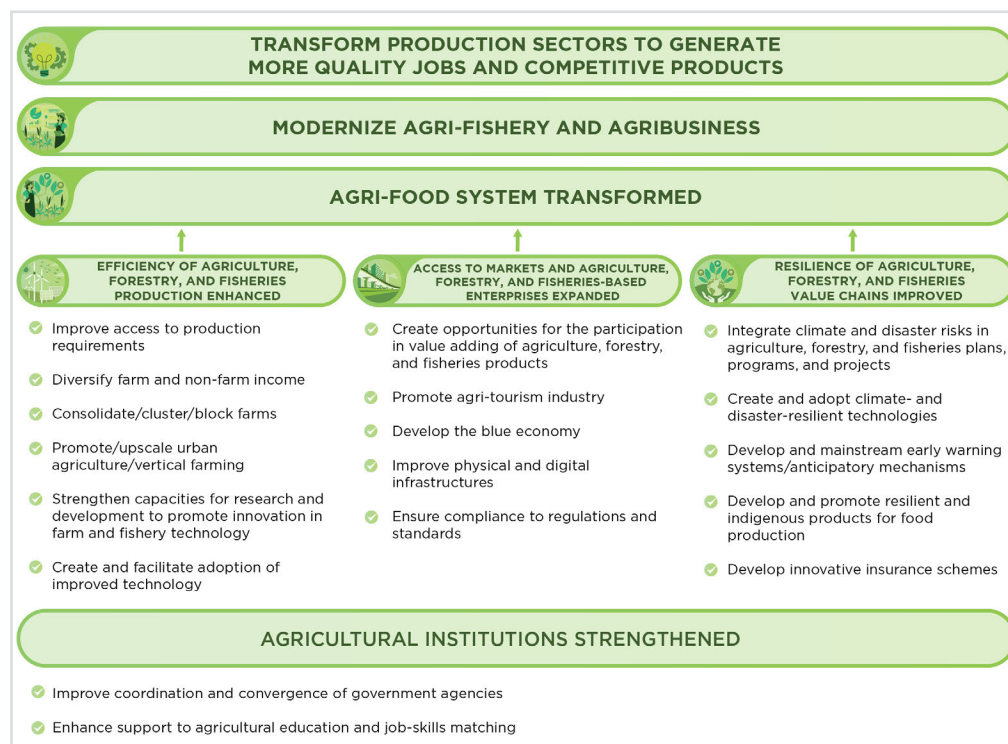 TRANSFORM PRODUCTION SECTORS TO GENERATE
MORE QUALITY JOBS AND COMPETITIVE PRODUCTS
MODERNIZE AGRI-FISHERY AND AGRIBUSINESS
AGRI-FOOD SYSTEM TRANSFORMED
EFFICIENCY OF AGRICULTURE,
FORESTRY, AND FISHERIES
PRODUCTION ENHANCED
Improve access to production
requirements
Diversify farm and non-farm income
Consolidate/cluster/block farms
Promote/upscale urban
agriculture/vertical farming
Strengthen capacities for research and
development to promote innovation in
farm and fishery technology
Create and facilitate adoption of
improved technology
ACCESS TO MARKETS AND AGRICULTURE,
FORESTRY, AND FISHERIES-BASED
ENTERPRISES EXPANDED
Create opportunities for the participation
in value adding of agriculture, forestry,
and fisheries products
Promote agri-tourism industry
Develop the blue economy
Improve physical and digital
infrastructures
Ensure compliance to regulations and
standards
RESILIENCE OF AGRICULTURE,
FORESTRY, AND FISHERIES
VALUE CHAINS IMPROVED
Integrate climate and disaster risks in
agriculture, forestry, and fisheries plans,
programs, and projects
Create and adopt climate- and
disaster-resilient technologies
Develop and mainstream early warning
systems/anticipatory mechanisms
Develop and promote resilient and
indigenous products for food
production
Develop innovative insurance schemes
AGRICULTURAL INSTITUTIONS STRENGTHENED
Improve coordination and convergence of government agencies
Enhance support to agricultural education and job-skills matching